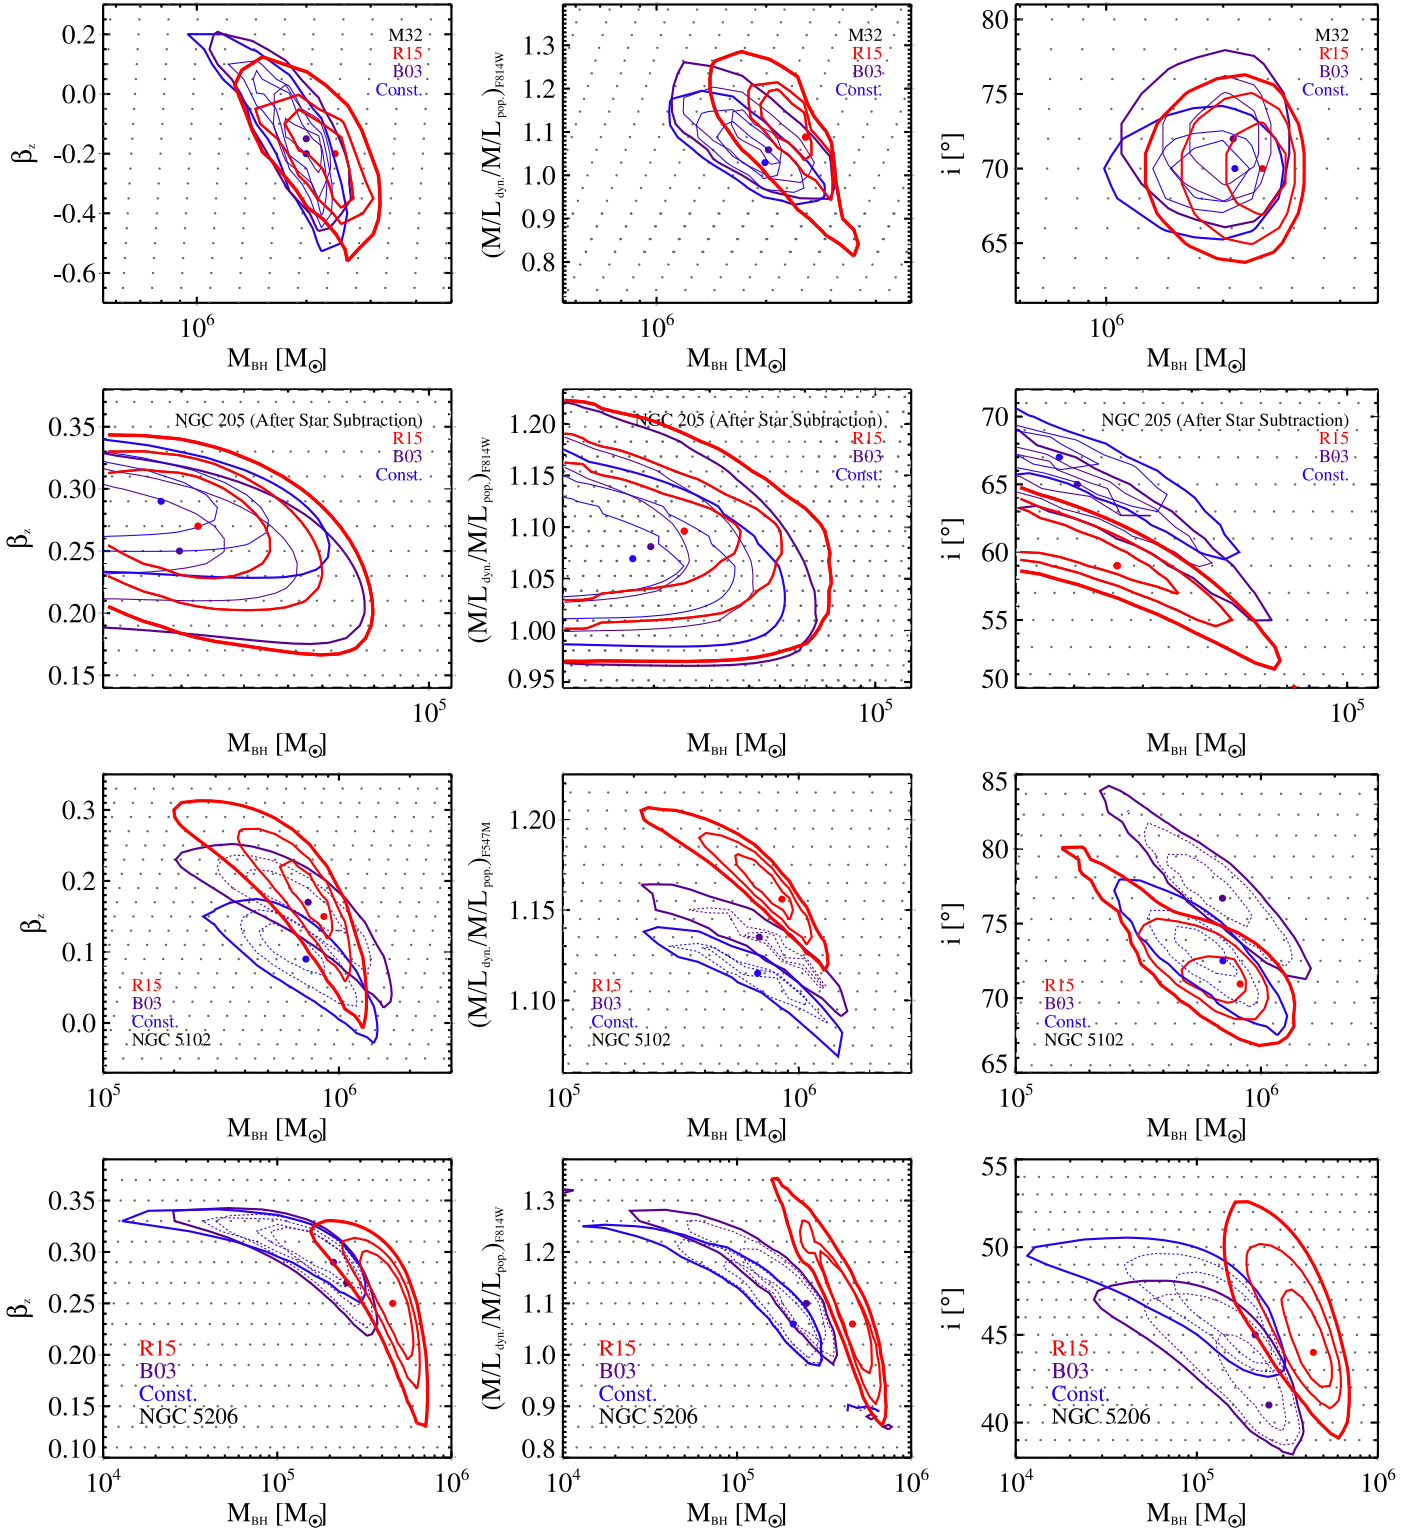 0.2
0.0
-0.2
-0.4
-0.6
β_z
M32
R15
B03
Const.
10^6
M_BH [M_⊙]
1.3
1.2
1.1
1.0
0.9
0.8
(M/L_dyn./M/L_pop.)_F814W
M32
R15
B03
Const.
10^6
M_BH [M_⊙]
80
75
70
65
i [°]
M32
R15
B03
Const.
10^6
M_BH [M_⊙]
0.35
0.30
0.25
0.20
0.15
β_z
NGC 205 (After Star Subtraction)
R15
B03
Const.
10^5
M_BH [M_⊙]
1.20
1.15
1.10
1.05
1.00
0.95
(M/L_dyn./M/L_pop.)_F814W
NGC 205 (After Star Subtraction)
R15
B03
Const.
10^5
M_BH [M_⊙]
70
65
60
55
50
i [°]
NGC 205 (After Star Subtraction)
R15
B03
Const.
10^5
M_BH [M_⊙]
0.3
0.2
0.1
0.0
β_z
R15
B03
Const.
NGC 5102
10^5
10^6
M_BH [M_⊙]
1.20
1.15
1.10
(M/L_dyn./M/L_pop.)_F547M
R15
B03
Const.
NGC 5102
10^5
10^6
M_BH [M_⊙]
85
80
75
70
65
i [°]
R15
B03
Const.
NGC 5102
10^5
10^6
M_BH [M_⊙]
0.35
0.30
0.25
0.20
0.15
0.10
β_z
R15
B03
Const.
NGC 5206
10^4
10^5
10^6
M_BH [M_⊙]
1.3
1.2
1.1
1.0
0.9
0.8
(M/L_dyn./M/L_pop.)_F814W
R15
B03
Const.
NGC 5206
10^4
10^5
10^6
M_BH [M_⊙]
55
50
45
40
i [°]
R15
B03
Const.
NGC 5206
10^4
10^5
10^6
M_BH [M_⊙]